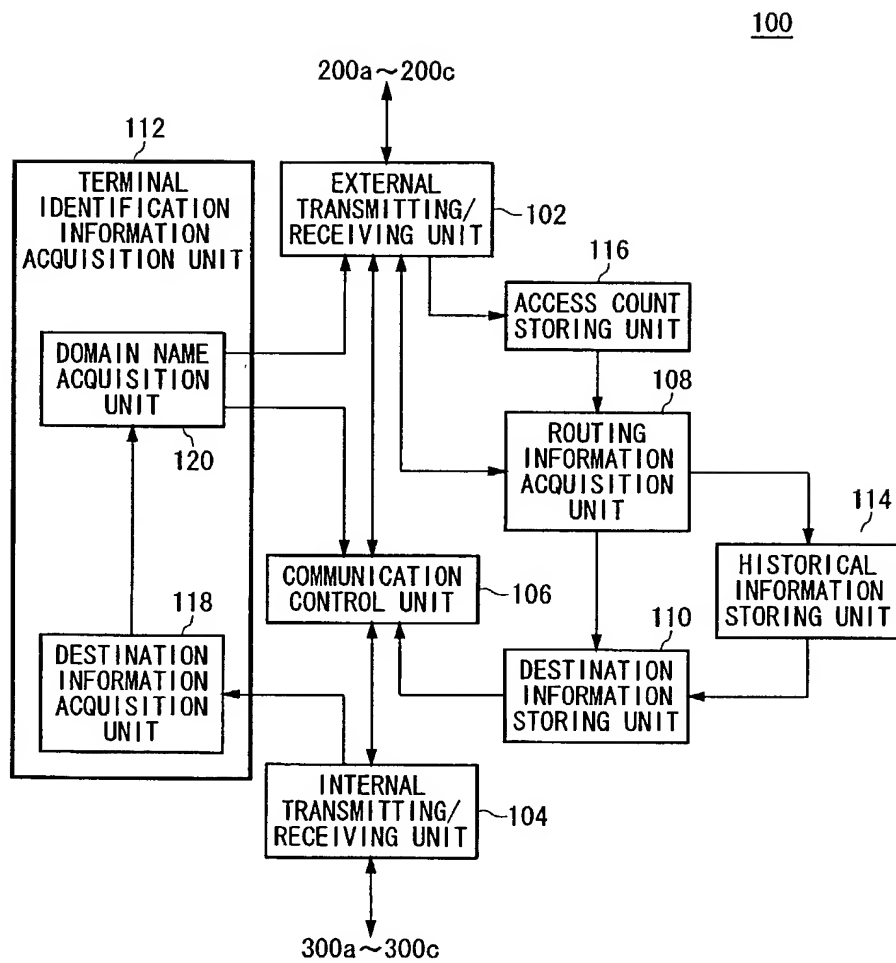 100
200a～200c
112
TERMINAL
IDENTIFICATION
INFORMATION
ACQUISITION UNIT
EXTERNAL
TRANSMITTING/
RECEIVING UNIT
102
116
ACCESS COUNT
STORING UNIT
DOMAIN NAME
ACQUISITION
UNIT
120
108
ROUTING
INFORMATION
ACQUISITION
UNIT
114
HISTORICAL
INFORMATION
STORING UNIT
COMMUNICATION
CONTROL UNIT
106
118
DESTINATION
INFORMATION
ACQUISITION
UNIT
110
DESTINATION
INFORMATION
STORING UNIT
INTERNAL
TRANSMITTING/
RECEIVING UNIT
104
300a～300c